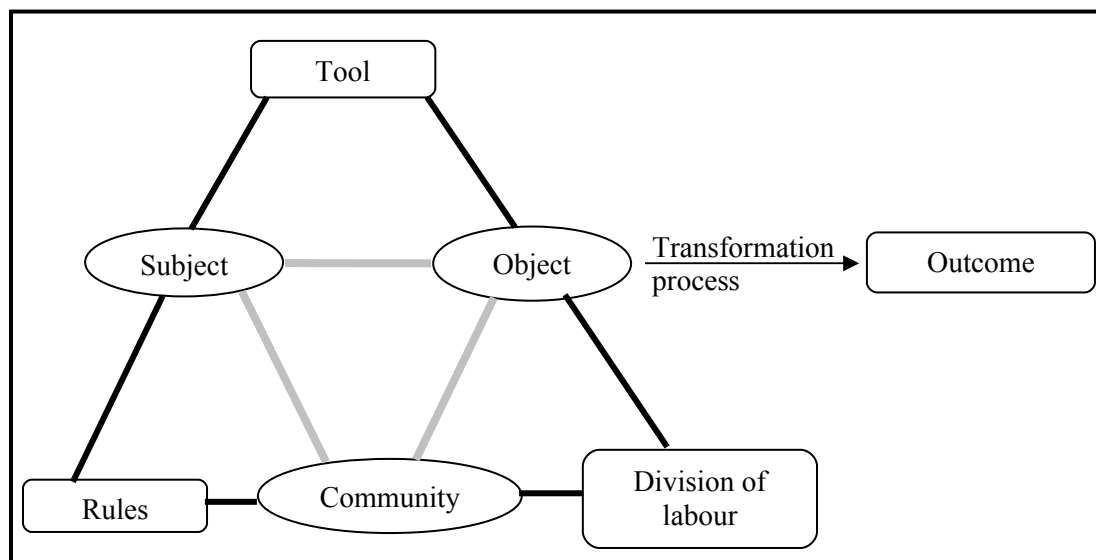 Tool
Subject
Object
Transformation
process
Outcome
Rules
Community
Division of
labour